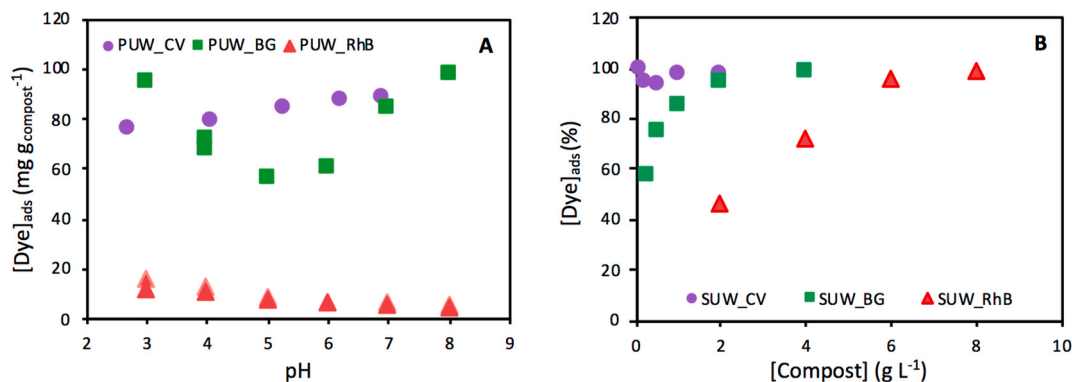 120
100
80
60
40
20
0
PUW_CV PUW_BG PUW_RhB
A
[Dye]ads (mg gcompost-1)
2 3 4 5 6 7 8 9
pH
120
100
80
60
40
20
0
B
[Dye]ads (%)
SUW_CV SUW_BG SUW_RhB
0 2 4 6 8 10
[Compost] (g L-1)